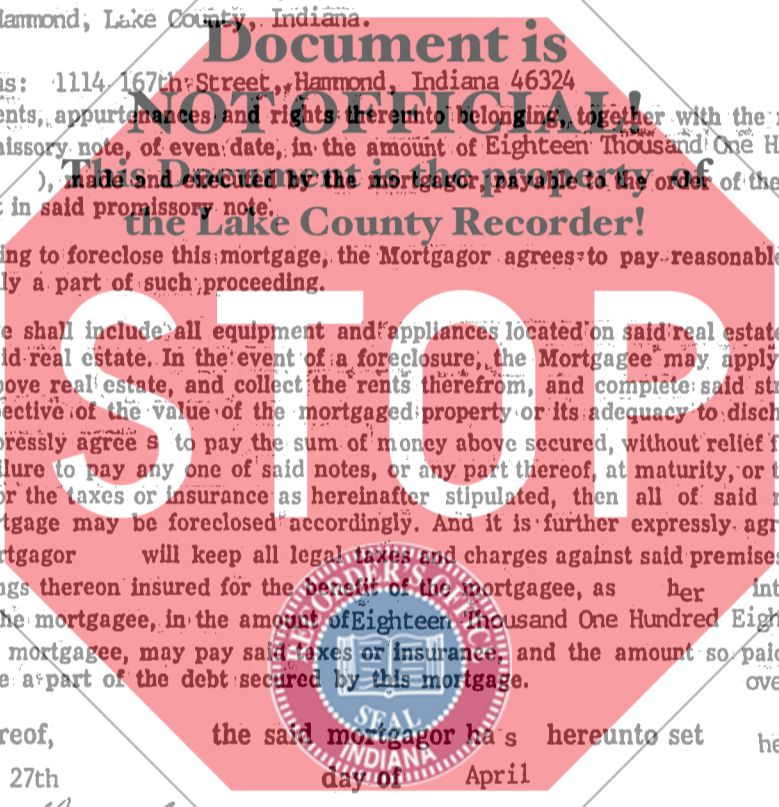 Hammond, Lake County, Indiana.
Document is
ns: 1114 167th Street, Hammond, Indiana 46324
NOT OFFICIAL!
ents, appurtenances and rights thereunto belonging, together with the
issory note, of even date, in the amount of Eighteen Thousand One H
This Document is the property of
), made and executed by the mortgagor, payable to the order of the
t in said promissory note.
the Lake County Recorder!
ing to foreclose this mortgage, the Mortgagor agrees to pay reasonabl
lly a part of such proceeding.
STOP
e shall include all equipment and appliances located on said real estat
id real estate. In the event of a foreclosure, the Mortgagee may apply
bove real estate, and collect the rents therefrom, and complete said st
pective of the value of the mortgaged property or its adequacy to discl
pressly agree s to pay the sum of money above secured, without relief
ilure to pay any one of said notes, or any part thereof, at maturity, or
or the taxes or insurance as hereinafter stipulated, then all of said
rtgage may be foreclosed accordingly. And it is further expressly agr
rtgagor will keep all legal taxes and charges against said premises
ngs thereon insured for the benefit of the mortgagee, as her int
the mortgagee, in the amount of Eighteen Thousand One Hundred Eigh
mortgagee, may pay said taxes or insurance, and the amount so paid
e a part of the debt secured by this mortgage. ove
RECORDER'S OFFICE
SEAL
INDIANA
reof, the said mortgagor ha s hereunto set he
27th day of April